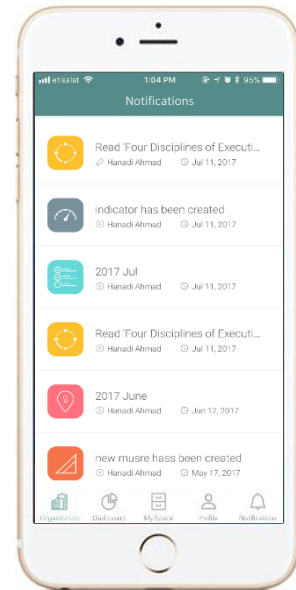 etisalat 1:04 PM 95%
Notifications
Read 'Four Disciplines of Executi...
Hanadi Ahmad Jul 11, 2017
indicator has been created
Hanadi Ahmad Jul 11, 2017
2017 Jul
Hanadi Ahmad Jul 11, 2017
Read 'Four Disciplines of Executi...
Hanadi Ahmad Jul 11, 2017
2017 June
Hanadi Ahmad Jun 12, 2017
new musre hass been created
Hanadi Ahmad May 17, 2017
Organization Dashboard My Space Profile Notifications